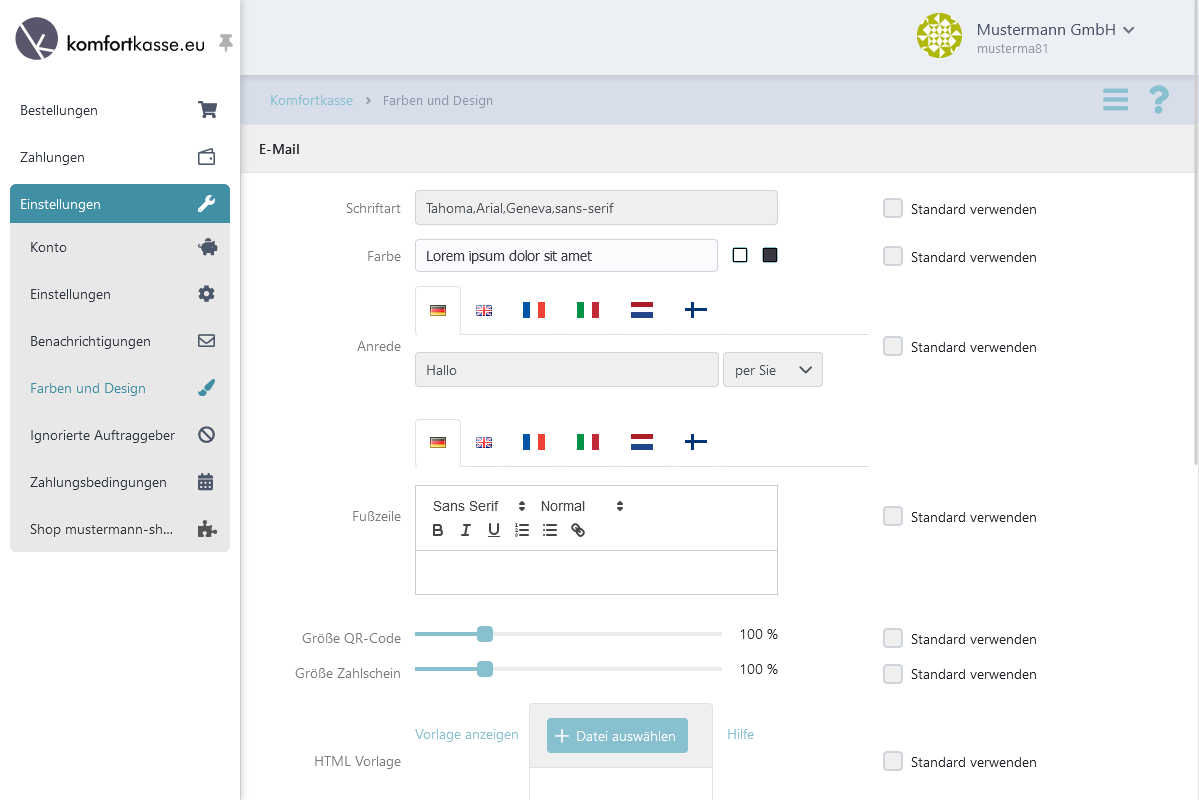 komfortkasse.eu
Mustermann GmbH
musterma81
Komfortkasse > Farben und Design
Bestellungen
Zahlungen
Einstellungen
Konto
Einstellungen
Benachrichtigungen
Farben und Design
Ignorierte Auftraggeber
Zahlungsbedingungen
Shop mustermann-sh...
E-Mail
Schriftart Tahoma,Arial,Geneva,sans-serif Standard verwenden
Farbe Lorem ipsum dolor sit amet Standard verwenden
Anrede Standard verwenden
Hallo per Sie
Sans Serif Normal
Fußzeile Standard verwenden
B I U
Größe QR-Code 100 % Standard verwenden
Größe Zahlschein 100 % Standard verwenden
Vorlage anzeigen + Datei auswählen Hilfe
HTML Vorlage Standard verwenden